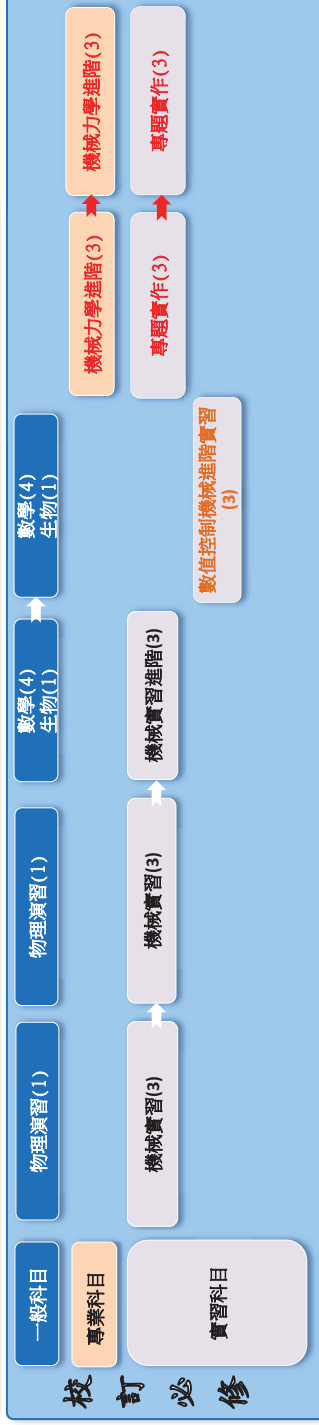 校訂必修
一般科目
物理演習(1)
物理演習(1)
數學(4)
生物(1)
數學(4)
生物(1)
專業科目
機械力學進階(3)
機械力學進階(3)
實習科目
機械實習(3)
機械實習(3)
機械實習進階(3)
專題實作(3)
專題實作(3)
數值控制機械進階實習
(3)